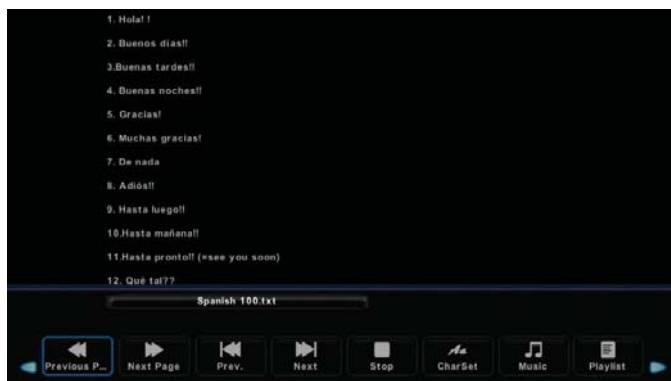 1. Hola! !
2. Buenos días!!
3.Buenas tardes!!
4. Buenas noches!!
5. Gracias!
6. Muchas gracias!
7. De nada
8. Adiós!!
9. Hasta luego!!
10.Hasta mañana!!
11.Hasta pronto!! (=see you soon)
12. Qué tal??
Spanish 100.txt
Previous P... Next Page Prev. Next Stop CharSet Music Playlist